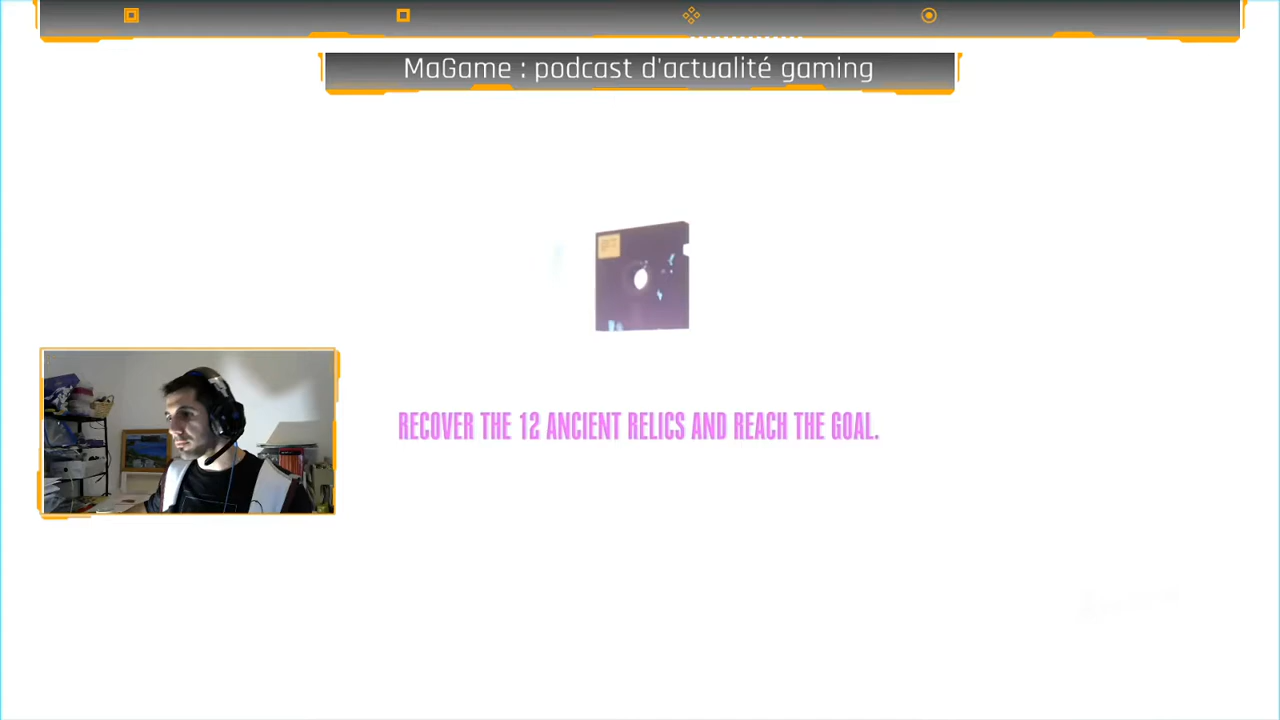 MaGame : podcast d'actualité gaming
RECOVER THE 12 ANCIENT RELICS AND REACH THE GOAL.